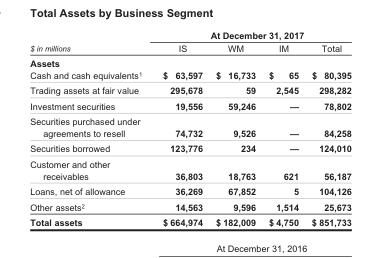 Total Assets by Business Segment
At December 31, 2017
$ in millions IS WM IM Total
Assets
Cash and cash equivalents1 $ 63,597 $ 16,733 $ 65 $ 80,395
Trading assets at fair value 295,678 59 2,545 298,282
Investment securities 19,556 59,246 — 78,802
Securities purchased under
agreements to resell 74,732 9,526 — 84,258
Securities borrowed 123,776 234 — 124,010
Customer and other
receivables 36,803 18,763 621 56,187
Loans, net of allowance 36,269 67,852 5 104,126
Other assets2 14,563 9,596 1,514 25,673
Total assets $ 664,974 $ 182,009 $ 4,750 $ 851,733
At December 31, 2016